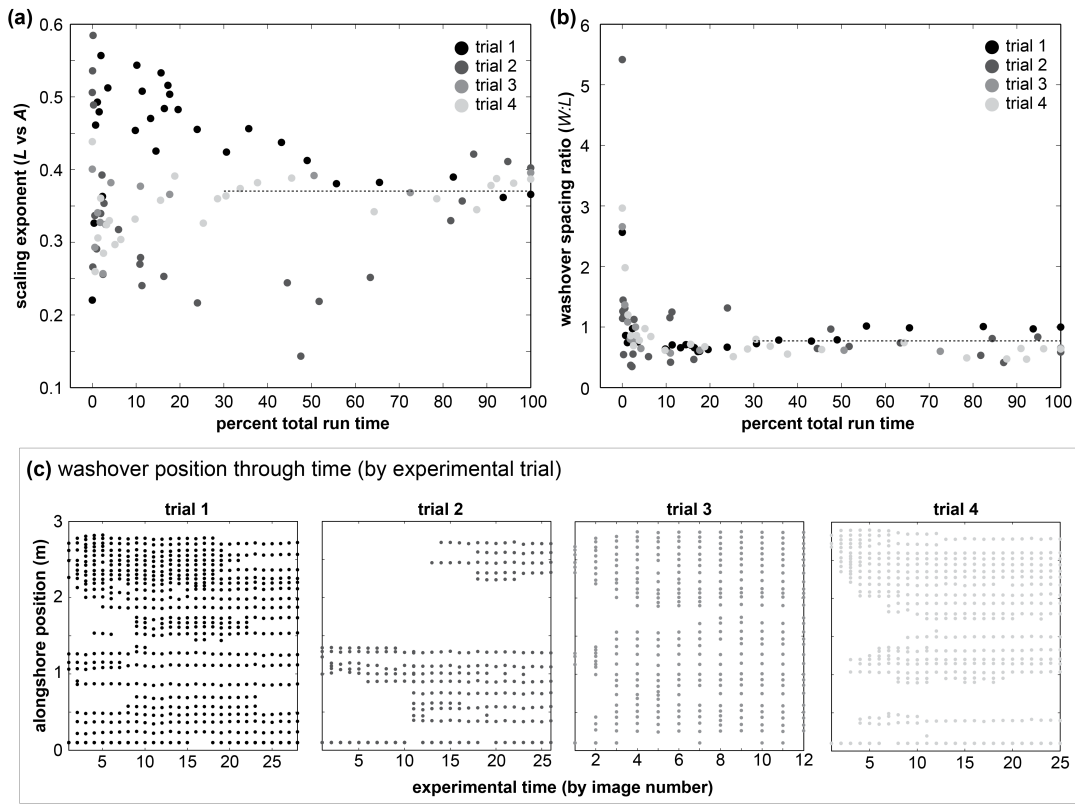 (a)
0.6
0.5
0.4
0.3
0.2
0.1
scaling exponent (L vs A)
trial 1
trial 2
trial 3
trial 4
0 10 20 30 40 50 60 70 80 90 100
percent total run time
(b)
6
5
4
3
2
1
0
washover spacing ratio (W:L)
trial 1
trial 2
trial 3
trial 4
0 10 20 30 40 50 60 70 80 90 100
percent total run time
(c) washover position through time (by experimental trial)
trial 1
trial 2
trial 3
trial 4
3
2
1
0
alongshore position (m)
5 10 15 20 25
5 10 15 20 25
1 2 3 4 5 6 7 8 9 10 11 12
5 10 15 20 25
experimental time (by image number)